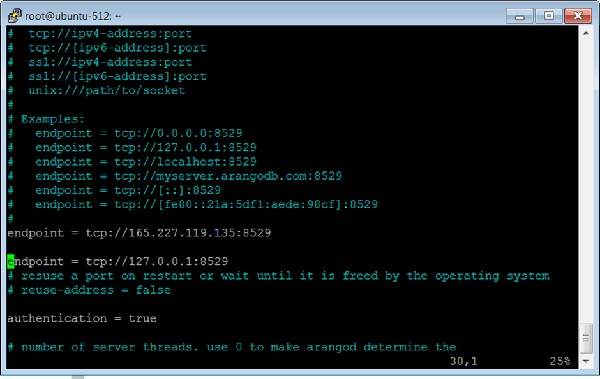 root@ubuntu-512: ~
#  tcp://ipv4-address:port
#  tcp://[ipv6-address]:port
#  ssl://ipv4-address:port
#  ssl://[ipv6-address]:port
#  unix:///path/to/socket
#
# Examples:
#   endpoint = tcp://0.0.0.0:8529
#   endpoint = tcp://127.0.0.1:8529
#   endpoint = tcp://localhost:8529
#   endpoint = tcp://myserver.arangodb.com:8529
#   endpoint = tcp://[::]:8529
#   endpoint = tcp://[fe80::21a:5df1:aede:98cf]:8529
#
endpoint = tcp://165.227.119.135:8529
endpoint = tcp://127.0.0.1:8529
# resuse a port on restart or wait until it is freed by the operating system
# reuse-address = false
authentication = true
# number of server threads. use 0 to make arangod determine the
30,1 25%